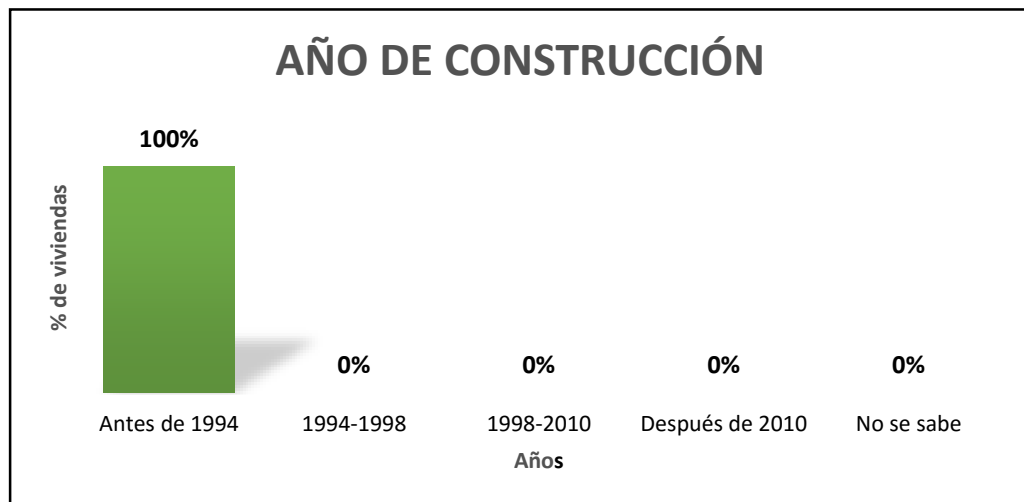 AÑO DE CONSTRUCCIÓN
100%
% de viviendas
0% 0% 0% 0%
Antes de 1994 1994-1998 1998-2010 Después de 2010 No se sabe
Años